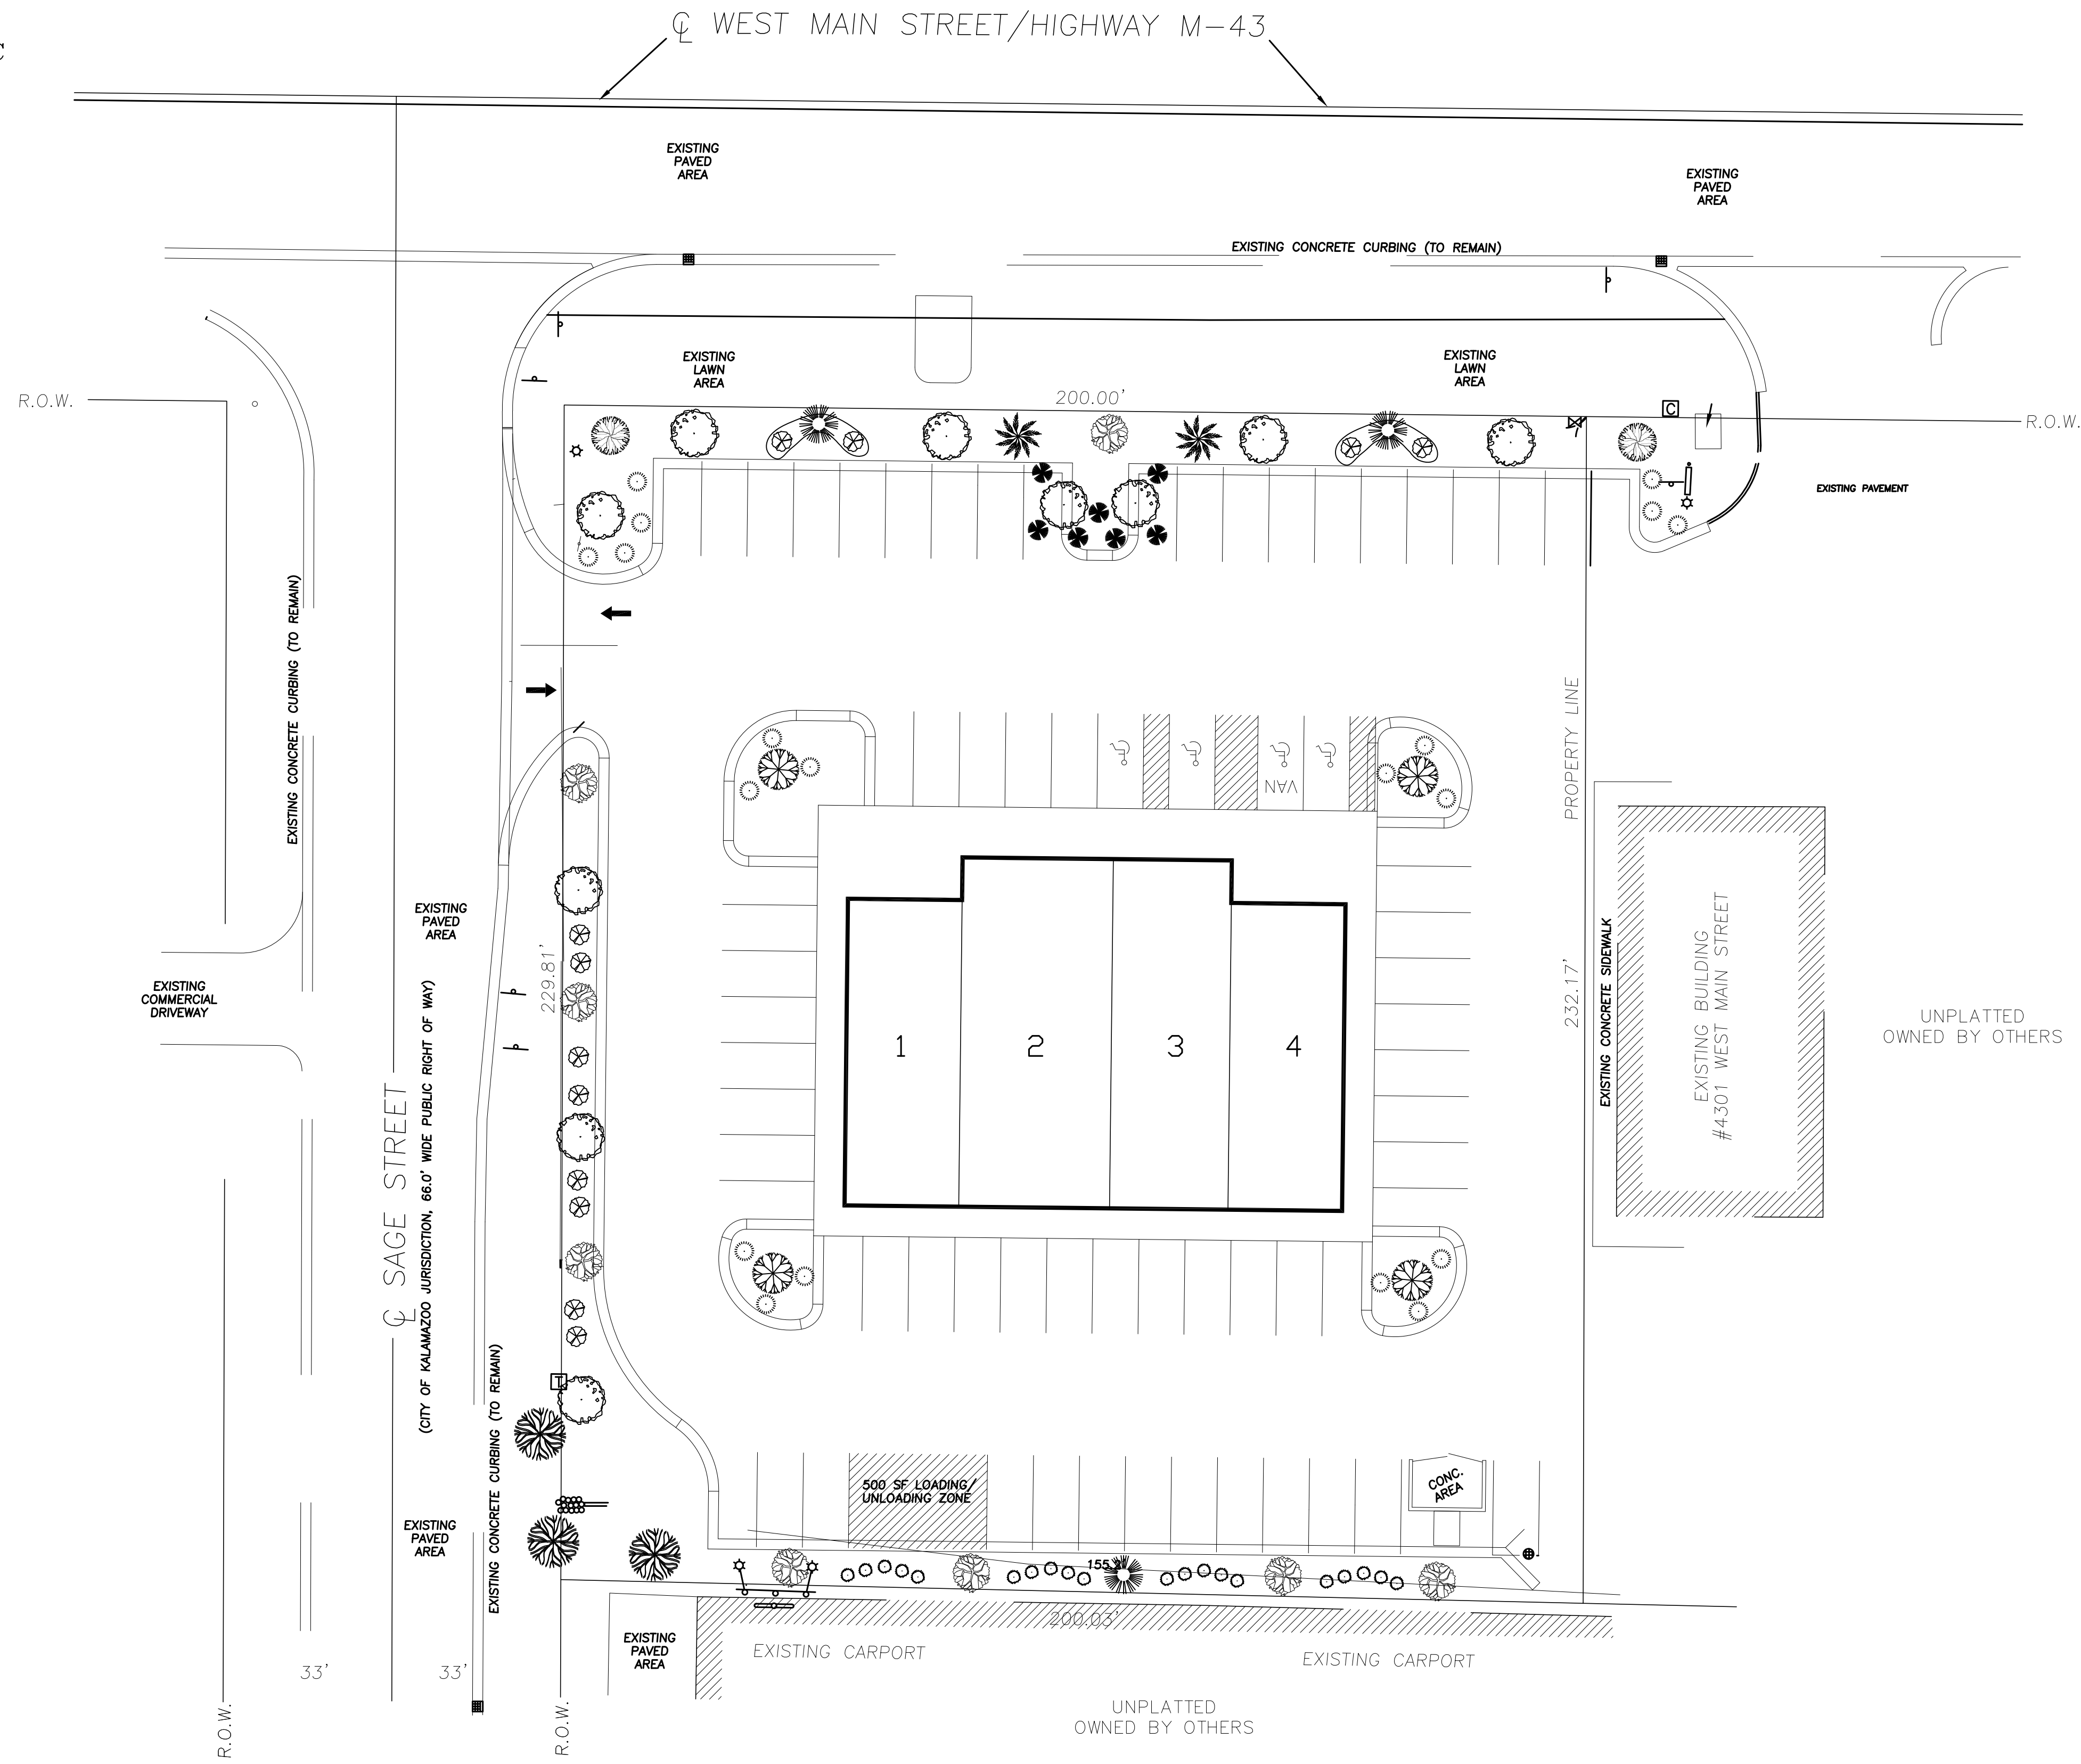 ℄ WEST MAIN STREET/HIGHWAY M-43
EXISTING
PAVED
AREA
EXISTING
PAVED
AREA
EXISTING CONCRETE CURBING (TO REMAIN)
EXISTING
LAWN
AREA
EXISTING
LAWN
AREA
200.00'
R.O.W.
C
R.O.W.
EXISTING PAVEMENT
EXISTING CONCRETE CURBING (TO REMAIN)
PROPERTY LINE
VAN
EXISTING
PAVED
AREA
229.81'
232.17'
EXISTING CONCRETE SIDEWALK
EXISTING BUILDING
#4301 WEST MAIN STREET
EXISTING
COMMERCIAL
DRIVEWAY
UNPLATTED
OWNED BY OTHERS
1
2
3
4
℄ SAGE STREET
(CITY OF KALAMAZOO JURISDICTION, 66.0' WIDE PUBLIC RIGHT OF WAY)
T
EXISTING CONCRETE CURBING (TO REMAIN)
500 SF LOADING/
UNLOADING ZONE
CONC.
AREA
EXISTING
PAVED
AREA
200.03'
EXISTING
PAVED
AREA
EXISTING CARPORT
EXISTING CARPORT
33'
33'
R.O.W.
R.O.W.
UNPLATTED
OWNED BY OTHERS